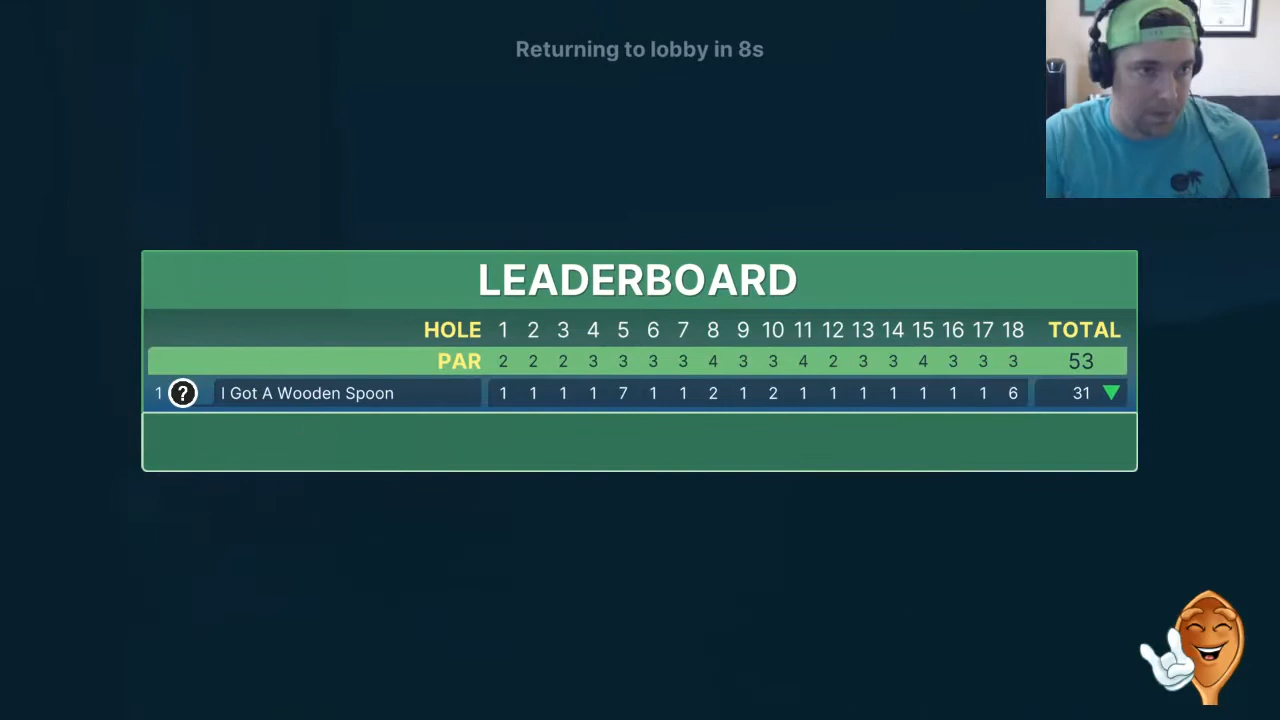 Returning to lobby in 8s
LEADERBOARD
HOLE 1 2 3 4 5 6 7 8 9 10 11 12 13 14 15 16 17 18 TOTAL
PAR 2 2 2 3 3 3 3 4 3 3 4 2 3 3 4 3 3 3 53
1 ? I Got A Wooden Spoon 1 1 1 1 7 1 1 2 1 2 1 1 1 1 1 1 1 6 31